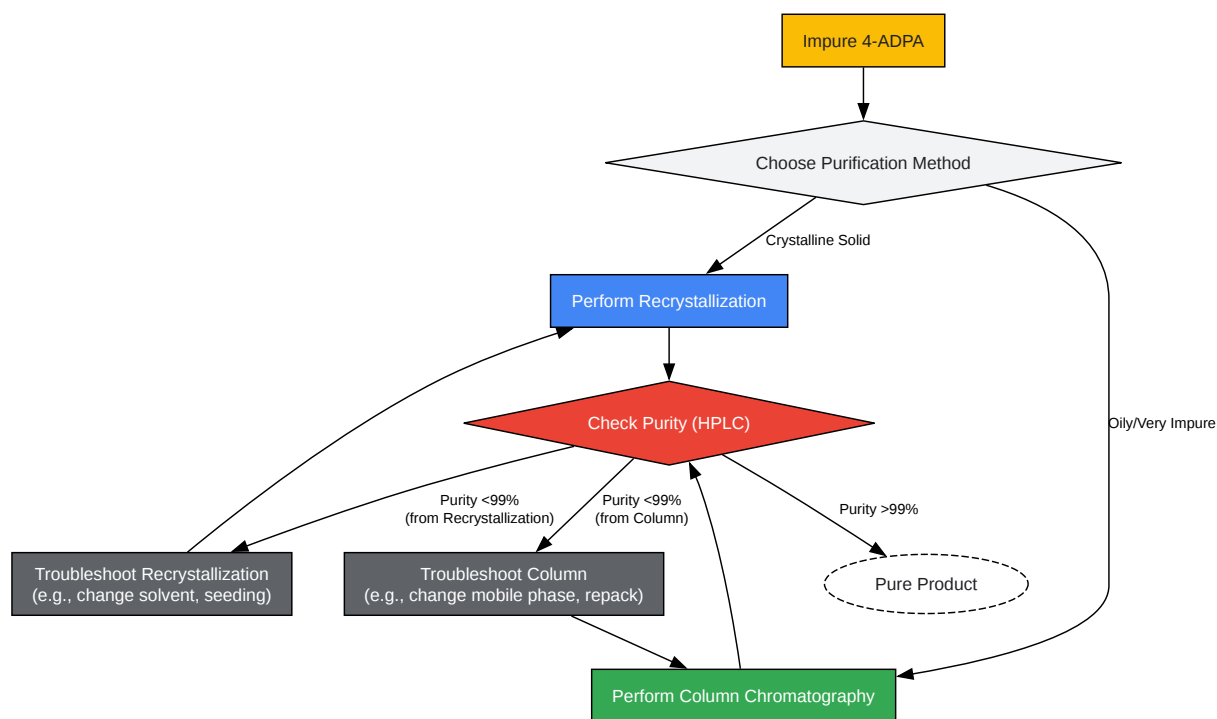 Impure 4-ADPA
Choose Purification Method
Crystalline Solid
Perform Recrystallization
Check Purity (HPLC)
Oily/Very Impure
Purity <99%
(from Recrystallization)
Purity <99%
(from Column)
Purity >99%
Troubleshoot Recrystallization
(e.g., change solvent, seeding)
Troubleshoot Column
(e.g., change mobile phase, repack)
Pure Product
Perform Column Chromatography